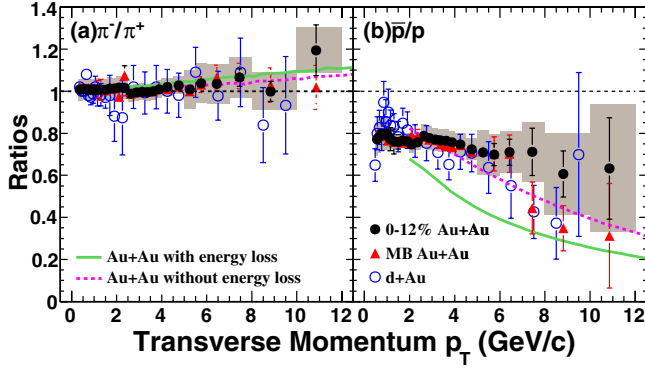 (a)π⁻/π⁺
(b)p̅/p
Ratios
1.4
1.2
1
0.8
0.6
0.4
0.2
0
Au+Au with energy loss
Au+Au without energy loss
0-12% Au+Au
MB Au+Au
d+Au
0 2 4 6 8 10 12
2 4 6 8 10 12
Transverse Momentum p_T (GeV/c)